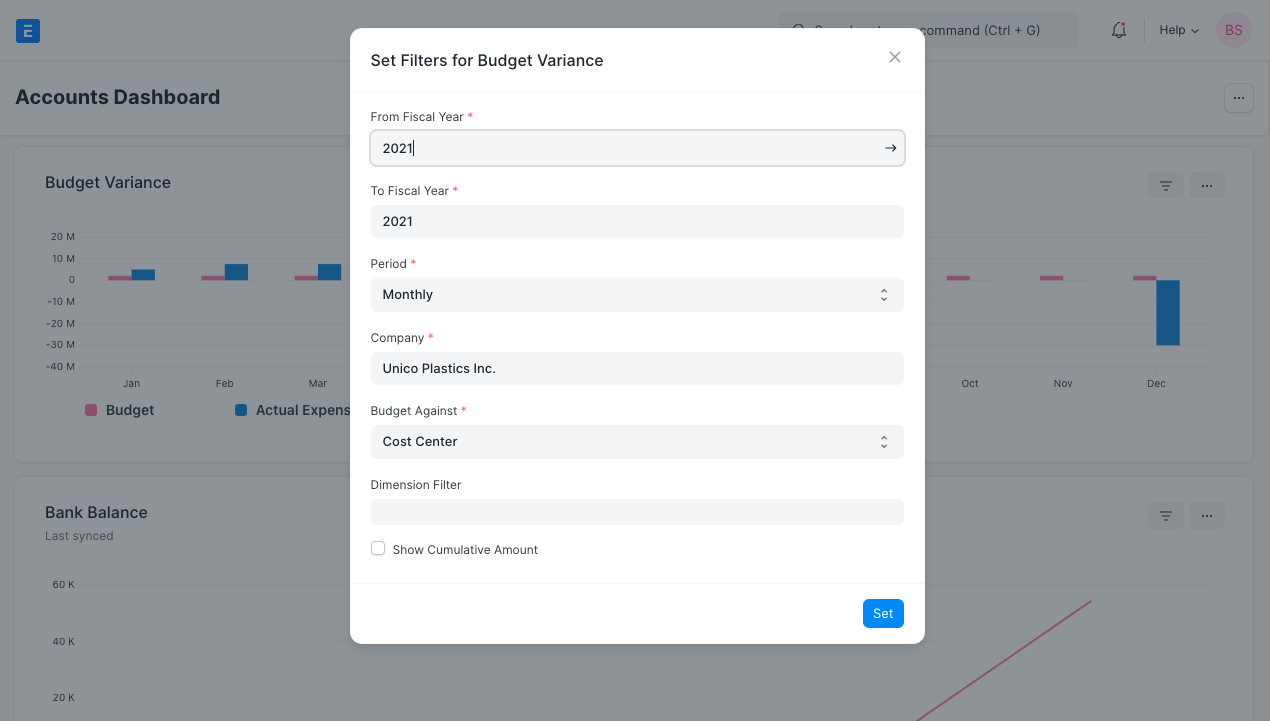 E
command (Ctrl + G)
Help
BS
Accounts Dashboard
Set Filters for Budget Variance
From Fiscal Year *
2021
To Fiscal Year *
2021
Period *
Monthly
Company *
Unico Plastics Inc.
Budget Against *
Cost Center
Dimension Filter
Show Cumulative Amount
Set
Budget Variance
20 M
10 M
0
-10 M
-20 M
-30 M
-40 M
Jan Feb Mar Oct Nov Dec
Budget Actual Expens
Bank Balance
Last synced
60 K
40 K
20 K